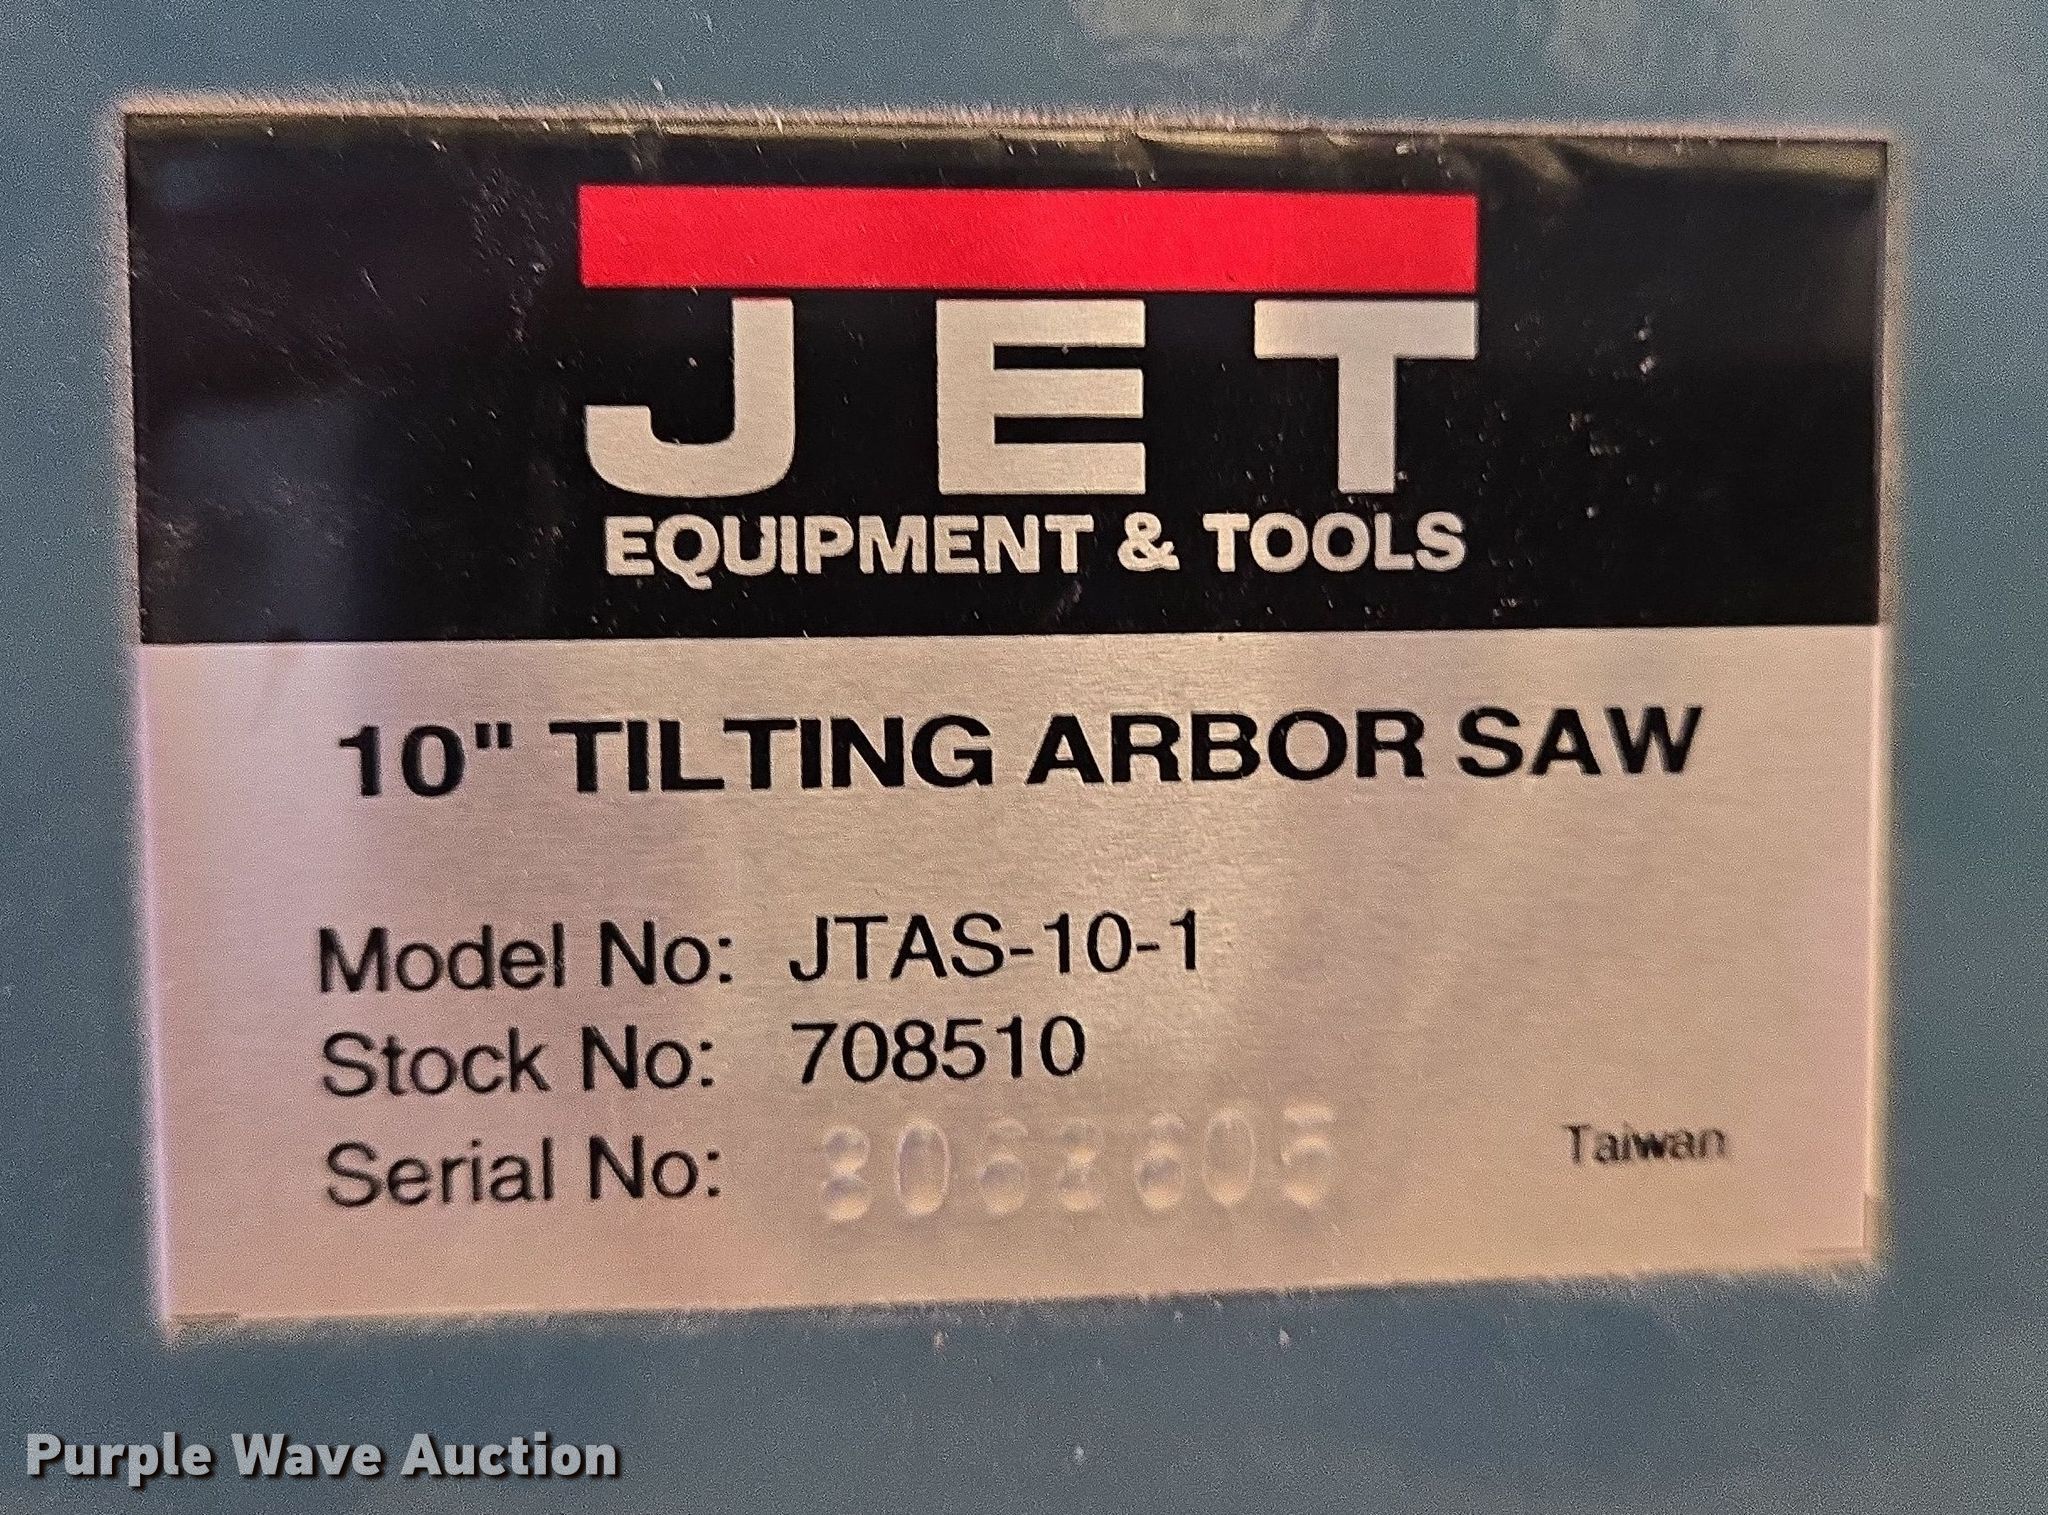 JET
EQUIPMENT & TOOLS
10" TILTING ARBOR SAW
Model No: JTAS-10-1
Stock No: 708510
Serial No:
Taiwan
Purple Wave Auction